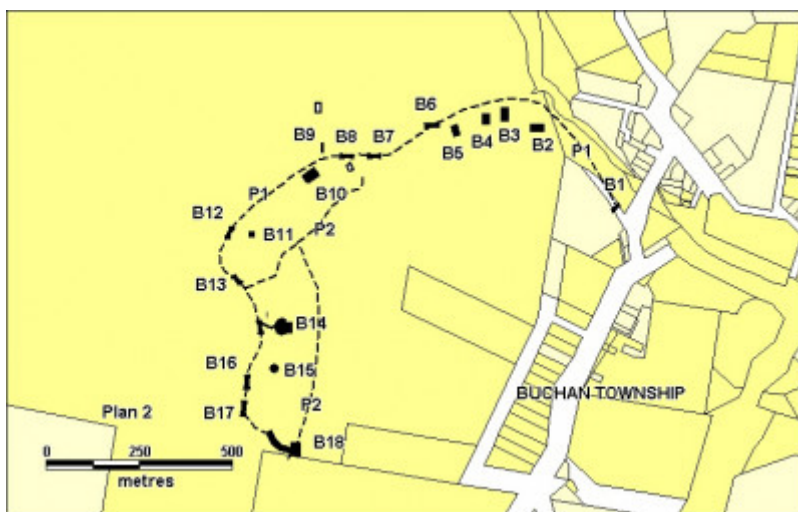 B6
B4
B3
B5
B2
B9
B8
B7
P1
B1
P1
B10
B12
B11
P2
B13
B14
B16
B15
B17
P2
B18
BUCHAN TOWNSHIP
Plan 2
0 250 500
metres